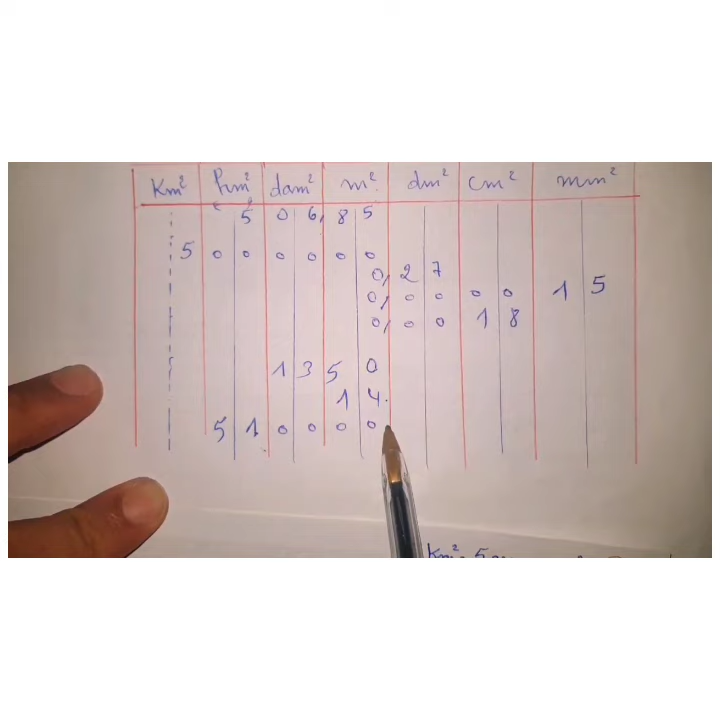 Km² hm² dam² m² dm² cm² mm²
5 0 6, 8 5
5 0 0 0 0 0 0
0, 2 7
0, 0 0 0 0 1 5
0, 0 0 1 8
1 3 5 0
1 4
5 1 0 0 0 0
Km² 5